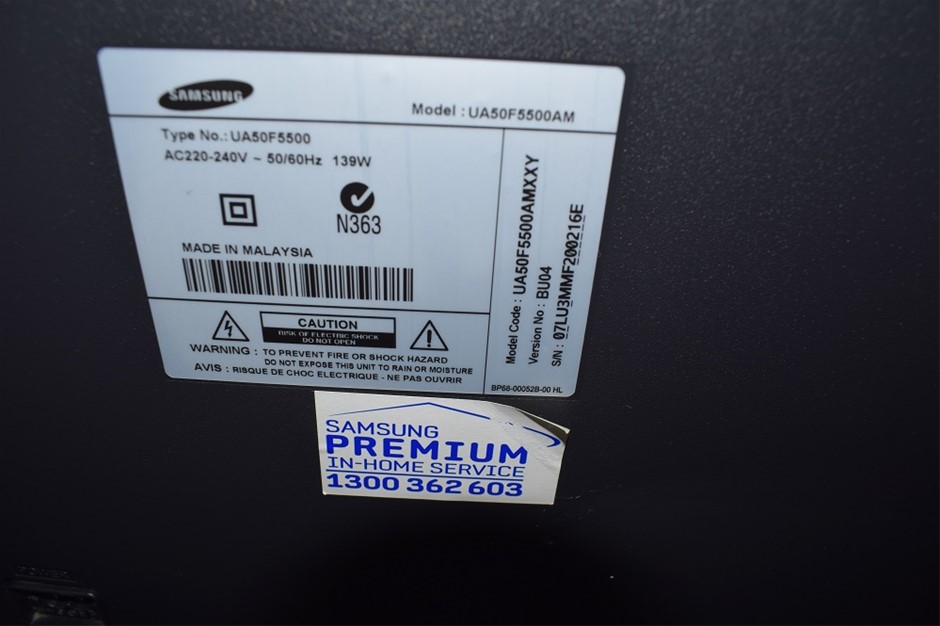 SAMSUNG
Model : UA50F5500AM
Type No.: UA50F5500
AC220-240V ~ 50/60Hz 139W
N363
MADE IN MALAYSIA
CAUTION
RISK OF ELECTRIC SHOCK
DO NOT OPEN
WARNING : TO PREVENT FIRE OR SHOCK HAZARD
DO NOT EXPOSE THIS UNIT TO RAIN OR MOISTURE
AVIS : RISQUE DE CHOC ELECTRIQUE - NE PAS OUVRIR
Model Code : UA50F5500AMXXY
Version No : BU04
S/N : 07LU3MMF200216E
BP68-00052B-00 HL
SAMSUNG
PREMIUM
IN-HOME SERVICE
1300 362 603
POWER